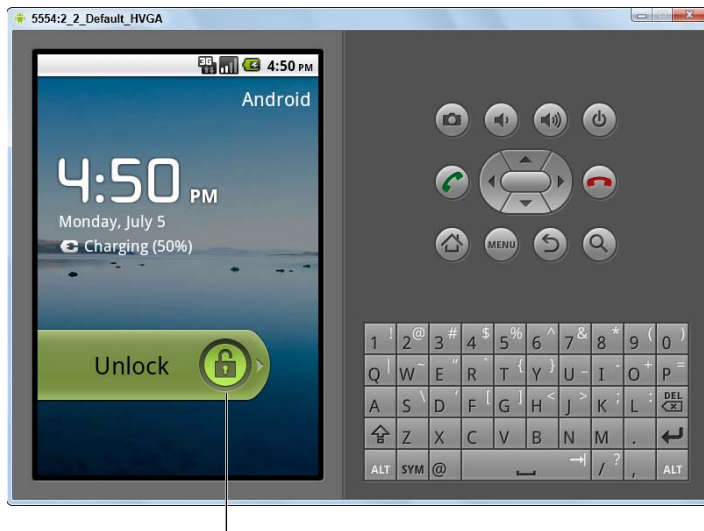 5554:2_2_Default_HVGA
3G 4:50 PM
Android
4:50 PM
Monday, July 5
Charging (50%)
Unlock
MENU
1 ! 2 @ 3 # 4 $ 5 % 6 ^ 7 & 8 * 9 ( 0 )
Q | W ~ E " R ` T { Y } U _ I - O + P =
A S \ D ' F [ G ] H < J > K ; L : DEL
Z X C V B N M .
ALT SYM @ / ? , ALT